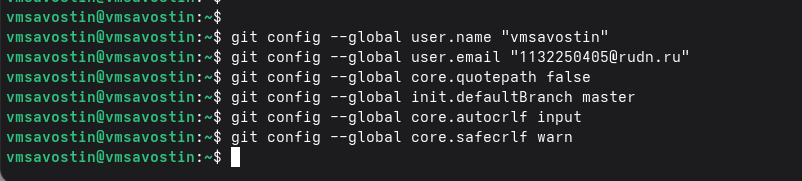 vmsavostin@vmsavostin:~$
vmsavostin@vmsavostin:~$ git config --global user.name "vmsavostin"
vmsavostin@vmsavostin:~$ git config --global user.email "1132250405@rudn.ru"
vmsavostin@vmsavostin:~$ git config --global core.quotepath false
vmsavostin@vmsavostin:~$ git config --global init.defaultBranch master
vmsavostin@vmsavostin:~$ git config --global core.autocrlf input
vmsavostin@vmsavostin:~$ git config --global core.safecrlf warn
vmsavostin@vmsavostin:~$